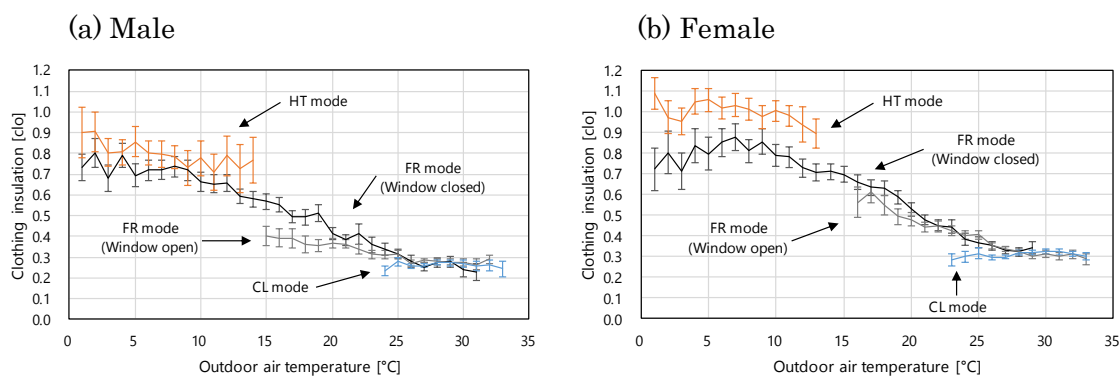 (a) Male
Clothing insulation [clo]
1.2
1.1
1.0
0.9
0.8
0.7
0.6
0.5
0.4
0.3
0.2
0.1
0.0
HT mode
FR mode
(Window closed)
FR mode
(Window open)
CL mode
0 5 10 15 20 25 30 35
Outdoor air temperature [°C]
(b) Female
Clothing insulation [clo]
1.2
1.1
1.0
0.9
0.8
0.7
0.6
0.5
0.4
0.3
0.2
0.1
0.0
HT mode
FR mode
(Window closed)
FR mode
(Window open)
CL mode
0 5 10 15 20 25 30 35
Outdoor air temperature [°C]